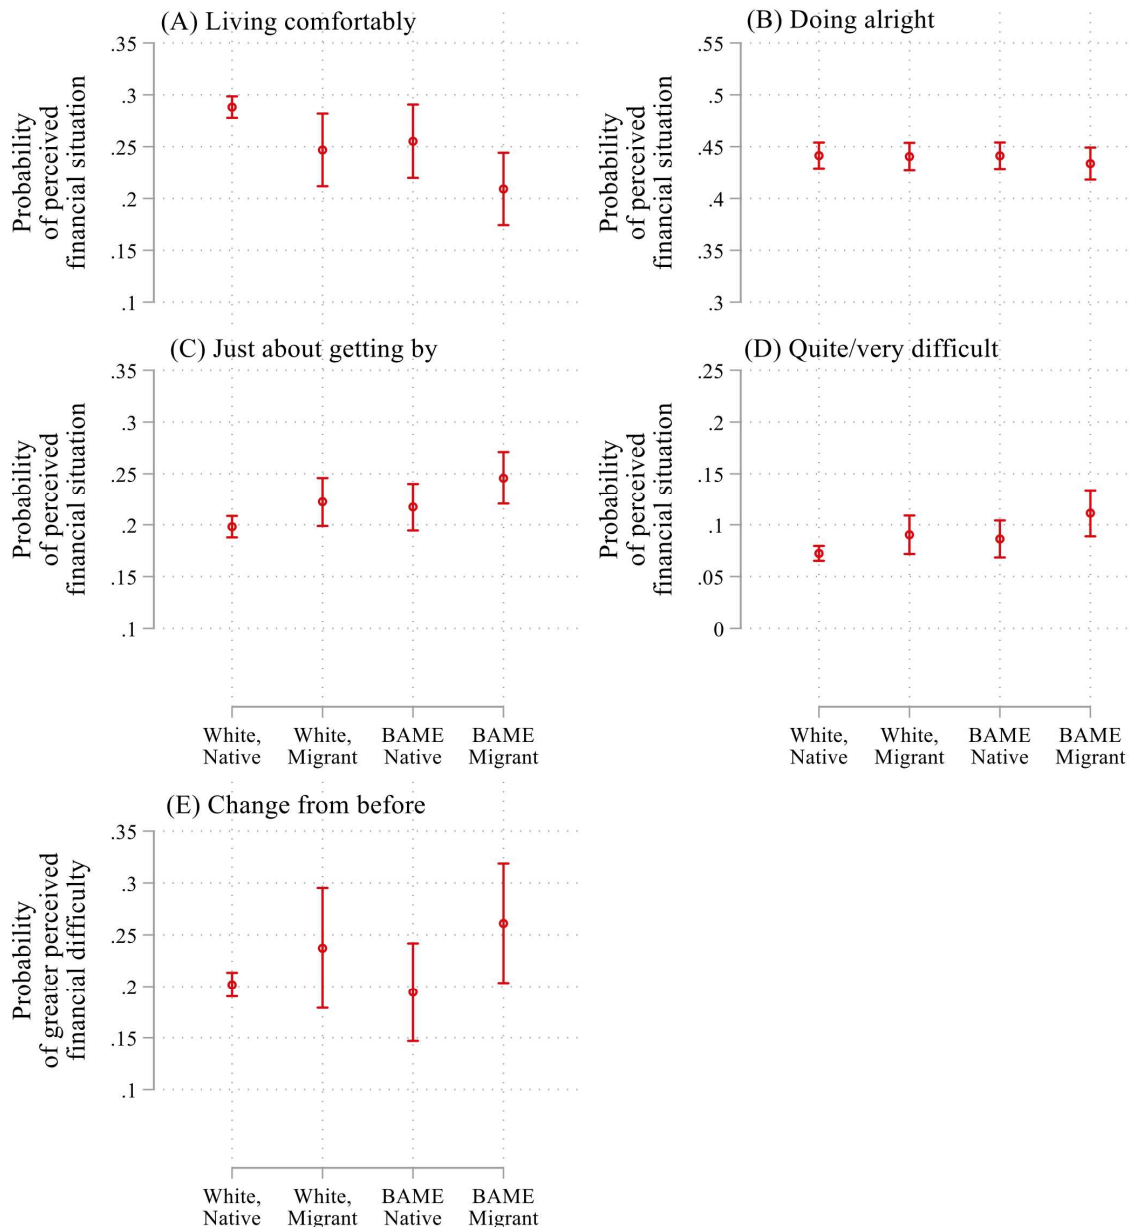 (A) Living comfortably
Probability
of perceived
financial situation
.35
.3
.25
.2
.15
.1
(B) Doing alright
Probability
of perceived
financial situation
.55
.5
.45
.4
.35
.3
(C) Just about getting by
Probability
of perceived
financial situation
.35
.3
.25
.2
.15
.1
White,
Native
White,
Migrant
BAME
Native
BAME
Migrant
(D) Quite/very difficult
Probability
of perceived
financial situation
.25
.2
.15
.1
.05
0
White,
Native
White,
Migrant
BAME
Native
BAME
Migrant
(E) Change from before
Probability
of greater perceived
financial difficulty
.35
.3
.25
.2
.15
.1
White,
Native
White,
Migrant
BAME
Native
BAME
Migrant